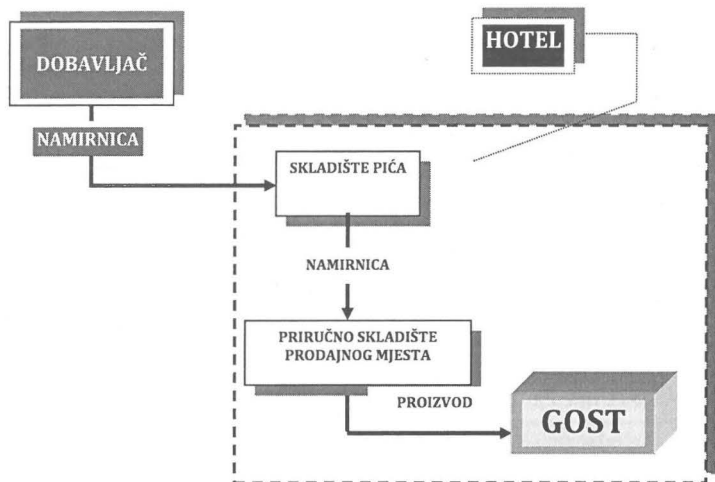 HOTEL
DOBAVLJAČ
NAMIRNICA
SKLADIŠTE PIĆA
NAMIRNICA
PRIRUČNO SKLADIŠTE
PRODAJNOG MJESTA
PROIZVOD
GOST